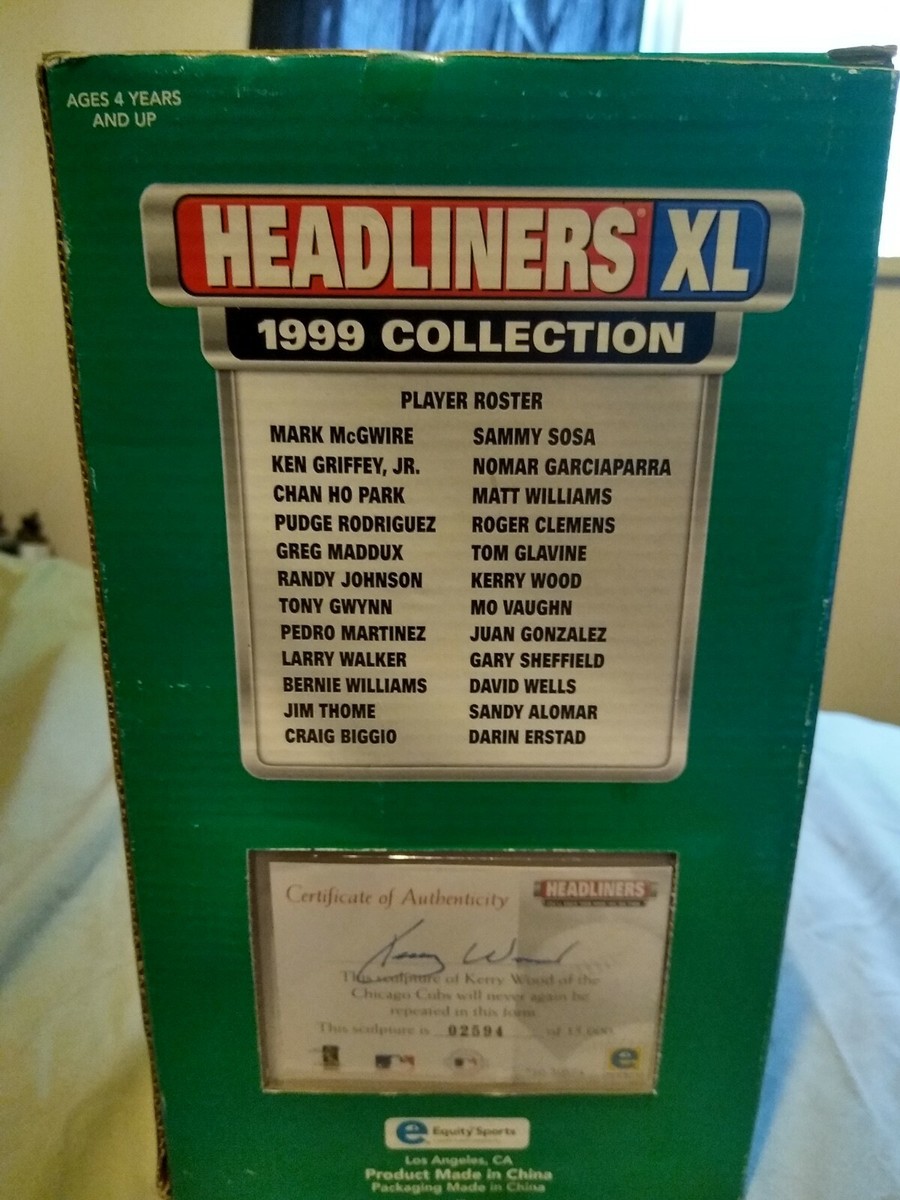 AGES 4 YEARS
AND UP
HEADLINERS® XL
1999 COLLECTION
PLAYER ROSTER
MARK McGWIRE
KEN GRIFFEY, JR.
CHAN HO PARK
PUDGE RODRIGUEZ
GREG MADDUX
RANDY JOHNSON
TONY GWYNN
PEDRO MARTINEZ
LARRY WALKER
BERNIE WILLIAMS
JIM THOME
CRAIG BIGGIO
SAMMY SOSA
NOMAR GARCIAPARRA
MATT WILLIAMS
ROGER CLEMENS
TOM GLAVINE
KERRY WOOD
MO VAUGHN
JUAN GONZALEZ
GARY SHEFFIELD
DAVID WELLS
SANDY ALOMAR
DARIN ERSTAD
Certificate of Authenticity
HEADLINERS
Kerry Wood
This sculpture of Kerry Wood of the
Chicago Cubs will never again be
repeated in this form
This sculpture is 02594 of 15,000
e
e Equity Sports
Los Angeles, CA
Product Made in China
Packaging Made in China